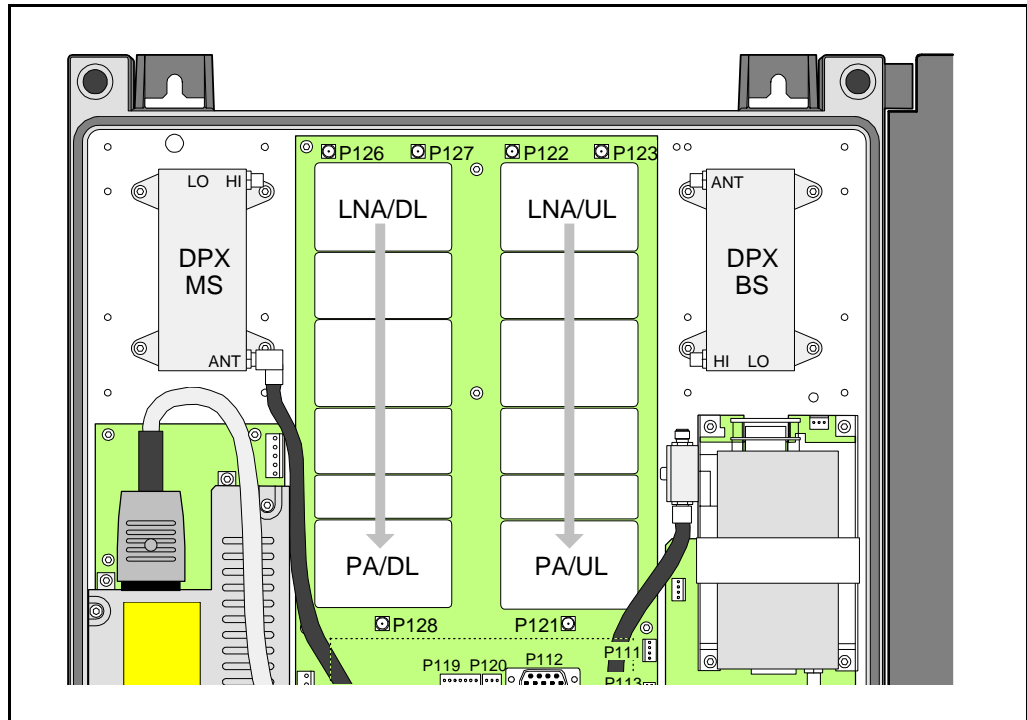 P126 P127 P122 P123
LO HI
ANT
LNA/DL LNA/UL
DPX
MS
DPX
BS
ANT
HI LO
PA/DL PA/UL
P128 P121
P111
P119 P120 P112
P113